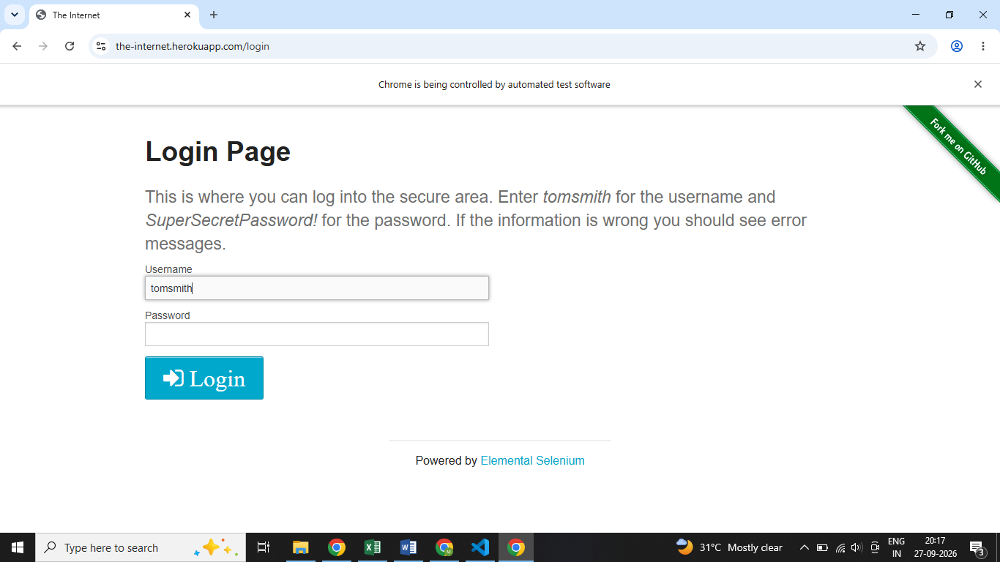 The Internet
the-internet.herokuapp.com/login
Chrome is being controlled by automated test software
Fork me on GitHub
Login Page
This is where you can log into the secure area. Enter tomsmith for the username and
SuperSecretPassword! for the password. If the information is wrong you should see error
messages.
Username
tomsmith
Password
Login
Powered by Elemental Selenium
Type here to search
31°C Mostly clear
ENG
IN
20:17
27-09-2026
3